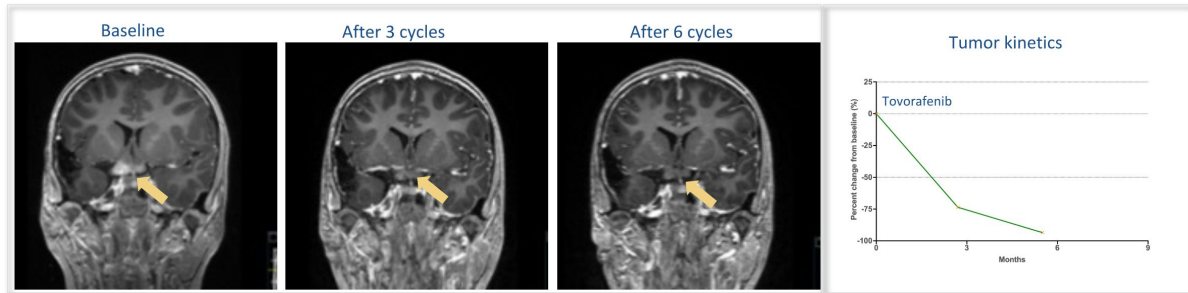 Baseline
After 3 cycles
After 6 cycles
Tumor kinetics
Tovorafenib
Percent change from baseline (%)
25
0
-25
-50
-75
-100
0
3
6
9
Months